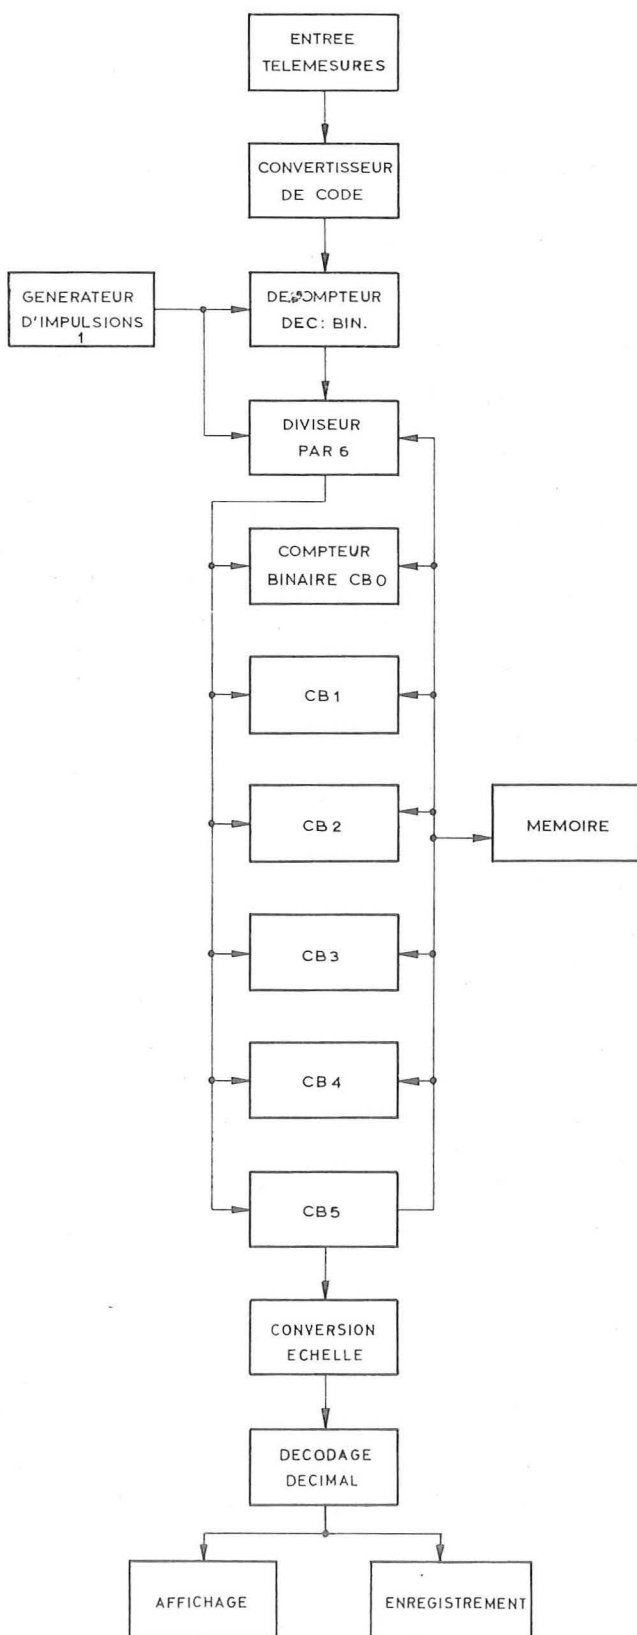 ENTREE
TELEMESURES
CONVERTISSEUR
DE CODE
GENERATEUR
D'IMPULSIONS
1
DEC: BIN.
DIVISEUR
PAR 6
COMPTEUR
BINAIRE CB0
CB1
CB2
MEMOIRE
CB3
CB4
CB5
CONVERSION
ECHELLE
DECODAGE
DECIMAL
AFFICHAGE
ENREGISTREMENT